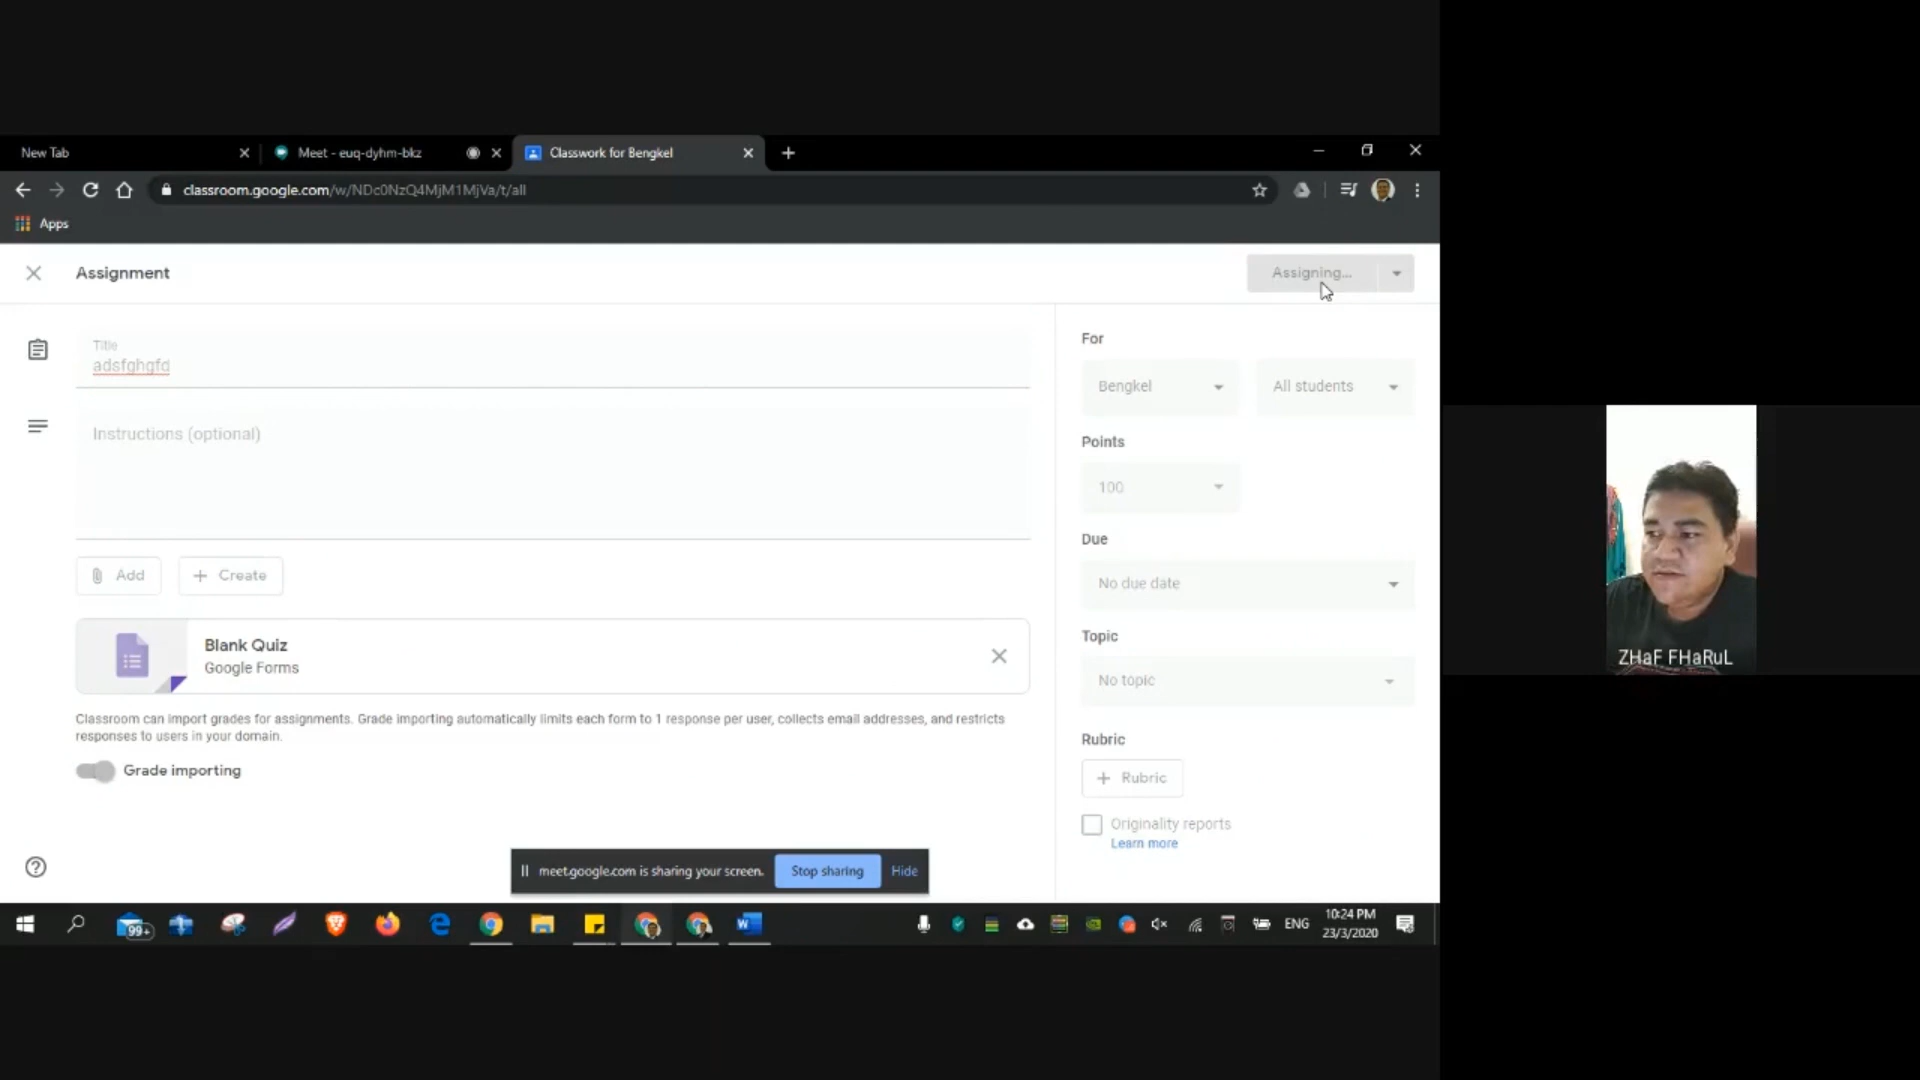 New Tab
Meet - euq-dyhm-bkz
Classwork for Bengkel
classroom.google.com/w/NDc0NzQ4MjM1MjVa/t/all
Apps
Assignment
Assigning...
Title
adsfghgfd
Instructions (optional)
Add
Create
Blank Quiz
Google Forms
Classroom can import grades for assignments. Grade importing automatically limits each form to 1 response per user, collects email addresses, and restricts
responses to users in your domain.
Grade importing
For
Bengkel
All students
Points
100
Due
No due date
Topic
No topic
Rubric
Rubric
Originality reports
Learn more
meet.google.com is sharing your screen.
Stop sharing
Hide
99+
ENG
10:24 PM
23/3/2020
ZHaF FHaRuL